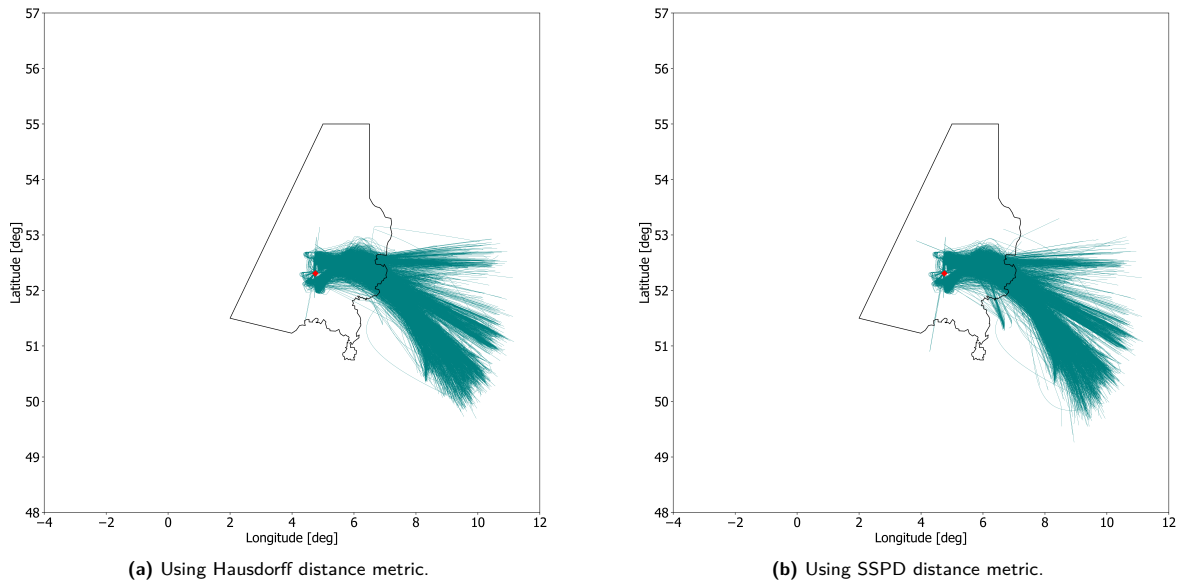 57
56
55
54
53
52
51
50
49
48
Latitude [deg]
−4 −2 0 2 4 6 8 10 12
Longitude [deg]
(a) Using Hausdorff distance metric.
57
56
55
54
53
52
51
50
49
48
Latitude [deg]
−4 −2 0 2 4 6 8 10 12
Longitude [deg]
(b) Using SSPD distance metric.